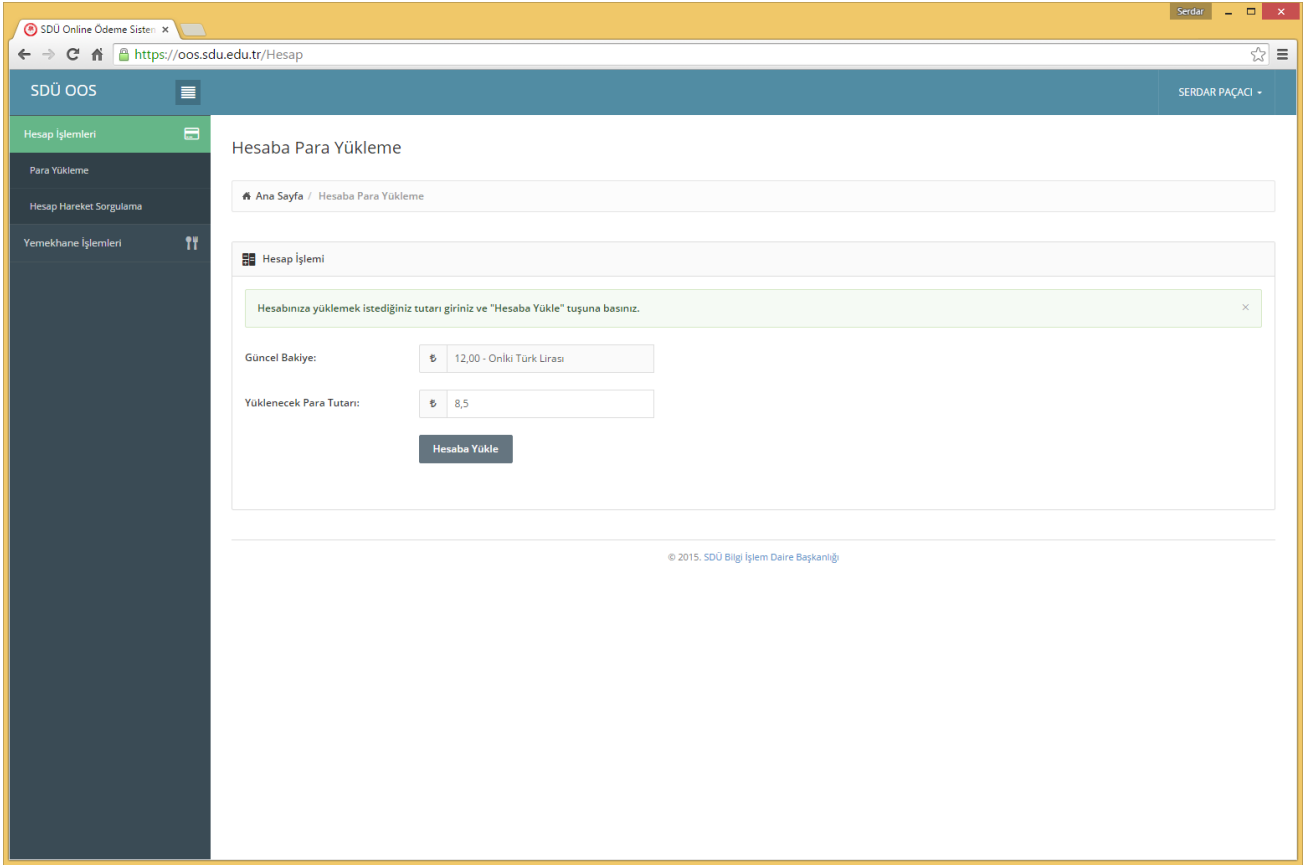 Serdar
SDÜ Online Ödeme Sisten
https://oos.sdu.edu.tr/Hesap
SDÜ OOS
SERDAR PAÇACI
Hesap İşlemleri
Para Yükleme
Hesap Hareket Sorgulama
Yemekhane İşlemleri
Hesaba Para Yükleme
Ana Sayfa / Hesaba Para Yükleme
Hesap İşlemi
Hesabınıza yüklemek istediğiniz tutarı giriniz ve "Hesaba Yükle" tuşuna basınız. ×
Güncel Bakiye: ₺ 12,00 - Onİki Türk Lirası
Yüklenecek Para Tutarı: ₺ 8,5
Hesaba Yükle
© 2015. SDÜ Bilgi İşlem Daire Başkanlığı